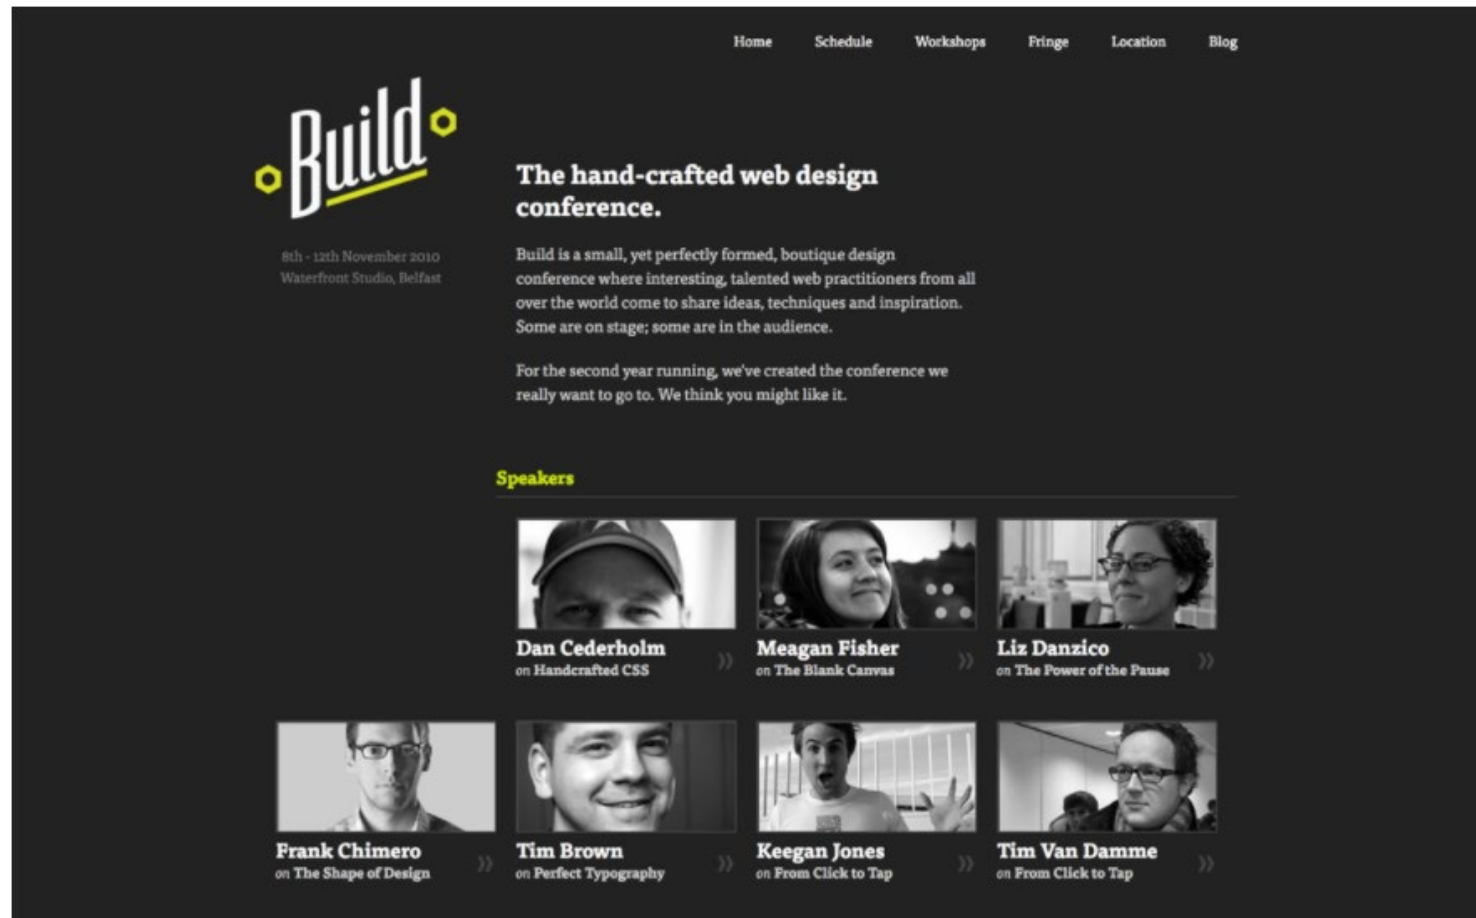 Home Schedule Workshops Fringe Location Blog
Build
8th - 12th November 2010
Waterfront Studio, Belfast
The hand-crafted web design
conference.
Build is a small, yet perfectly formed, boutique design
conference where interesting, talented web practitioners from all
over the world come to share ideas, techniques and inspiration.
Some are on stage; some are in the audience.
For the second year running, we've created the conference we
really want to go to. We think you might like it.
Speakers
Dan Cederholm
on Handcrafted CSS
»
Meagan Fisher
on The Blank Canvas
»
Liz Danzico
on The Power of the Pause
»
Frank Chimero
on The Shape of Design
»
Tim Brown
on Perfect Typography
»
Keegan Jones
on From Click to Tap
»
Tim Van Damme
on From Click to Tap
»